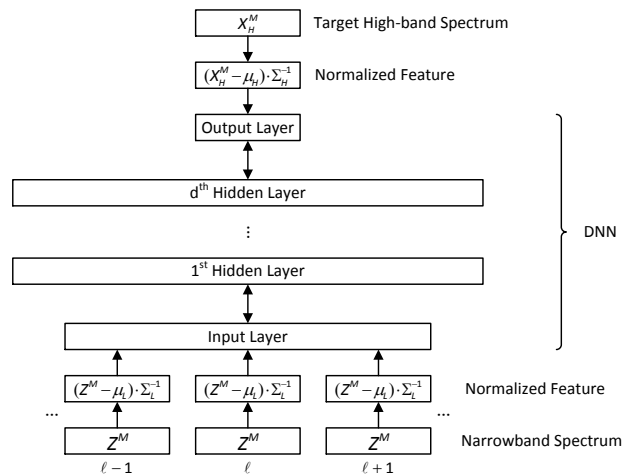 X_H^M Target High-band Spectrum
(X_H^M − μ_H)·Σ_H^−1 Normalized Feature
Output Layer
d^th Hidden Layer
⋮
DNN
1^st Hidden Layer
Input Layer
(Z^M − μ_L)·Σ_L^−1 (Z^M − μ_L)·Σ_L^−1 (Z^M − μ_L)·Σ_L^−1 Normalized Feature
... ...
Z^M Z^M Z^M Narrowband Spectrum
ℓ − 1 ℓ ℓ + 1